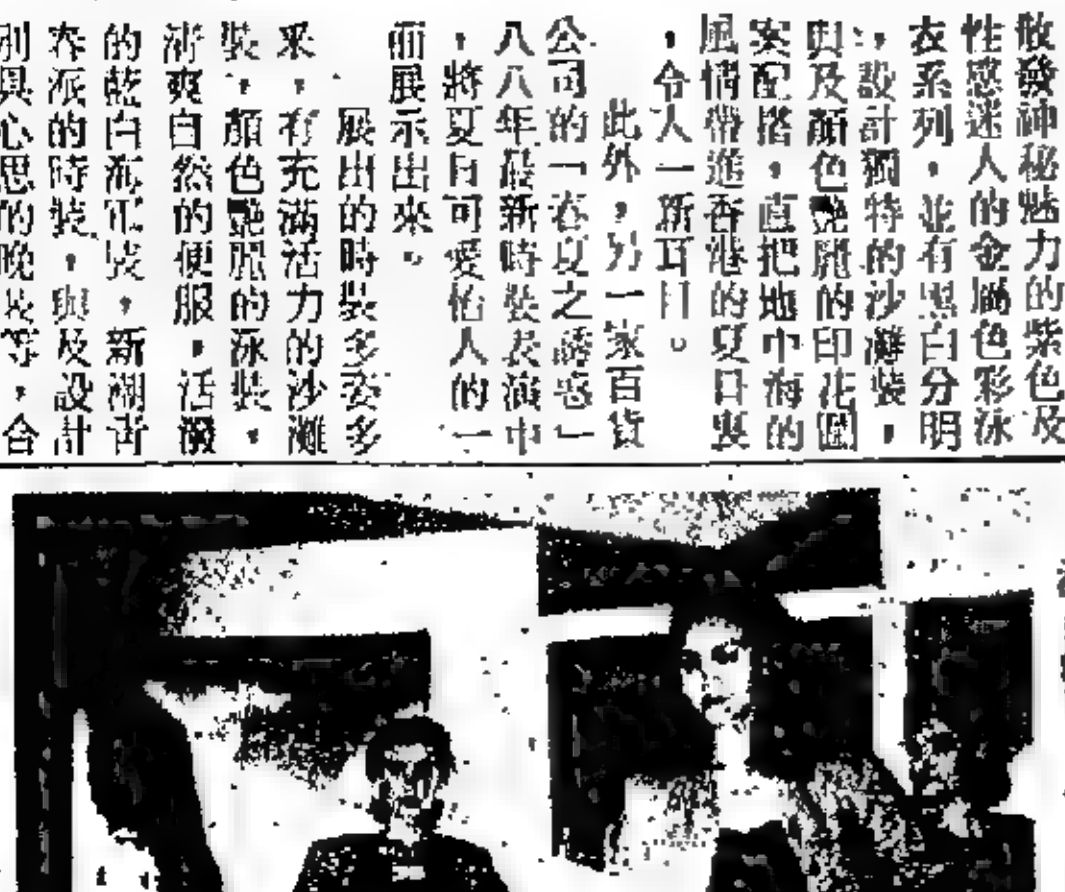 散發神秘魅力的紫色及
性感迷人的金屬色彩泳
衣系列，並有黑白分明
，設計獨特的沙灘裝，
與及顏色艷麗的印花圖
案配搭，直把地中海的
風情帶進香港的夏日裏
，令人一新耳目。
此外，另一家百貨
公司的「春夏之誘惑」
八八年最新時裝表演中
，將夏日可愛怡人的一
面展示出來。
展出的時裝多姿多
采，有充滿活力的沙灘
裝，顏色艷麗的泳裝，
清爽自然的便服，活潑
的藍白海軍裝，新潮青
春派的時裝，與及設計
別具心思的晚裝等，合